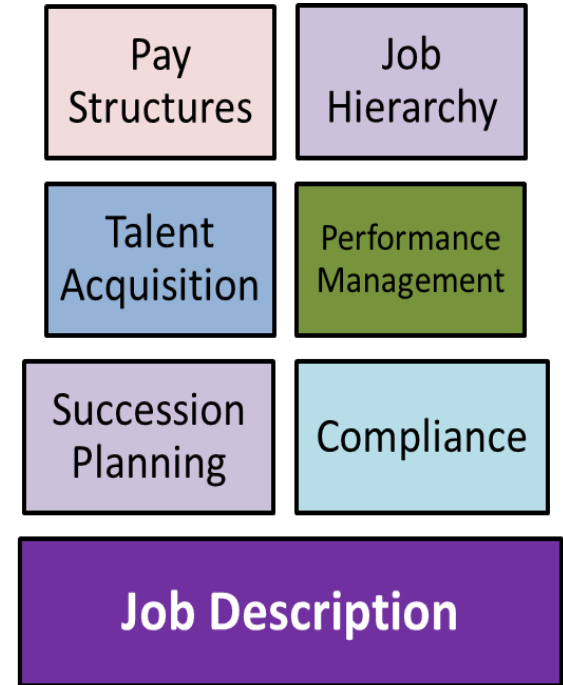 Pay
Structures
Job
Hierarchy
Talent
Acquisition
Performance
Management
Succession
Planning
Compliance
Job Description